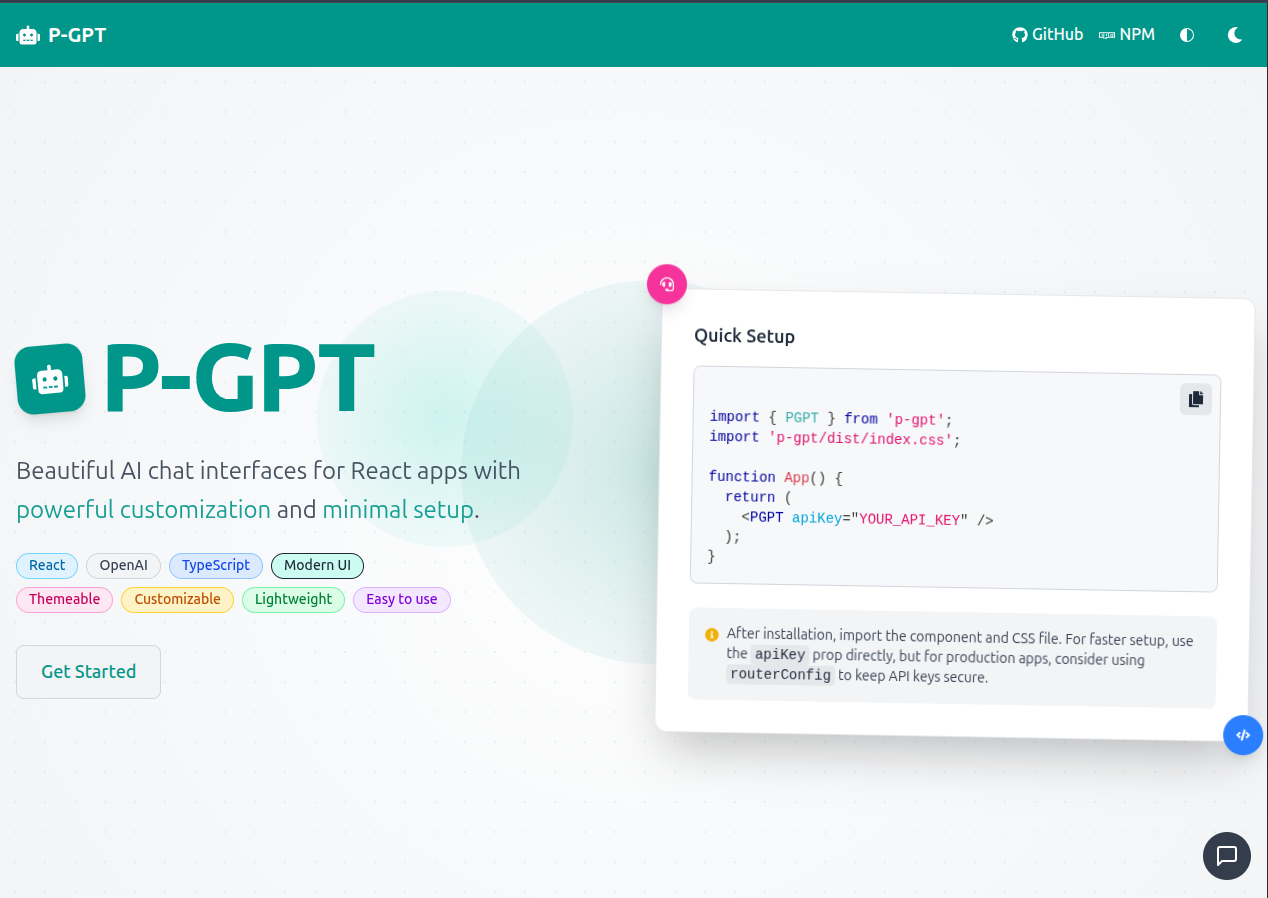 P-GPT
GitHub
NPM
P-GPT
Beautiful AI chat interfaces for React apps with
powerful customization and minimal setup.
React
OpenAI
TypeScript
Modern UI
Themeable
Customizable
Lightweight
Easy to use
Get Started
Quick Setup
import { PGPT } from 'p-gpt';
import 'p-gpt/dist/index.css';
function App() {
  return (
    <PGPT apiKey="YOUR_API_KEY" />
  );
}
After installation, import the component and CSS file. For faster setup, use
the apiKey prop directly, but for production apps, consider using
routerConfig to keep API keys secure.